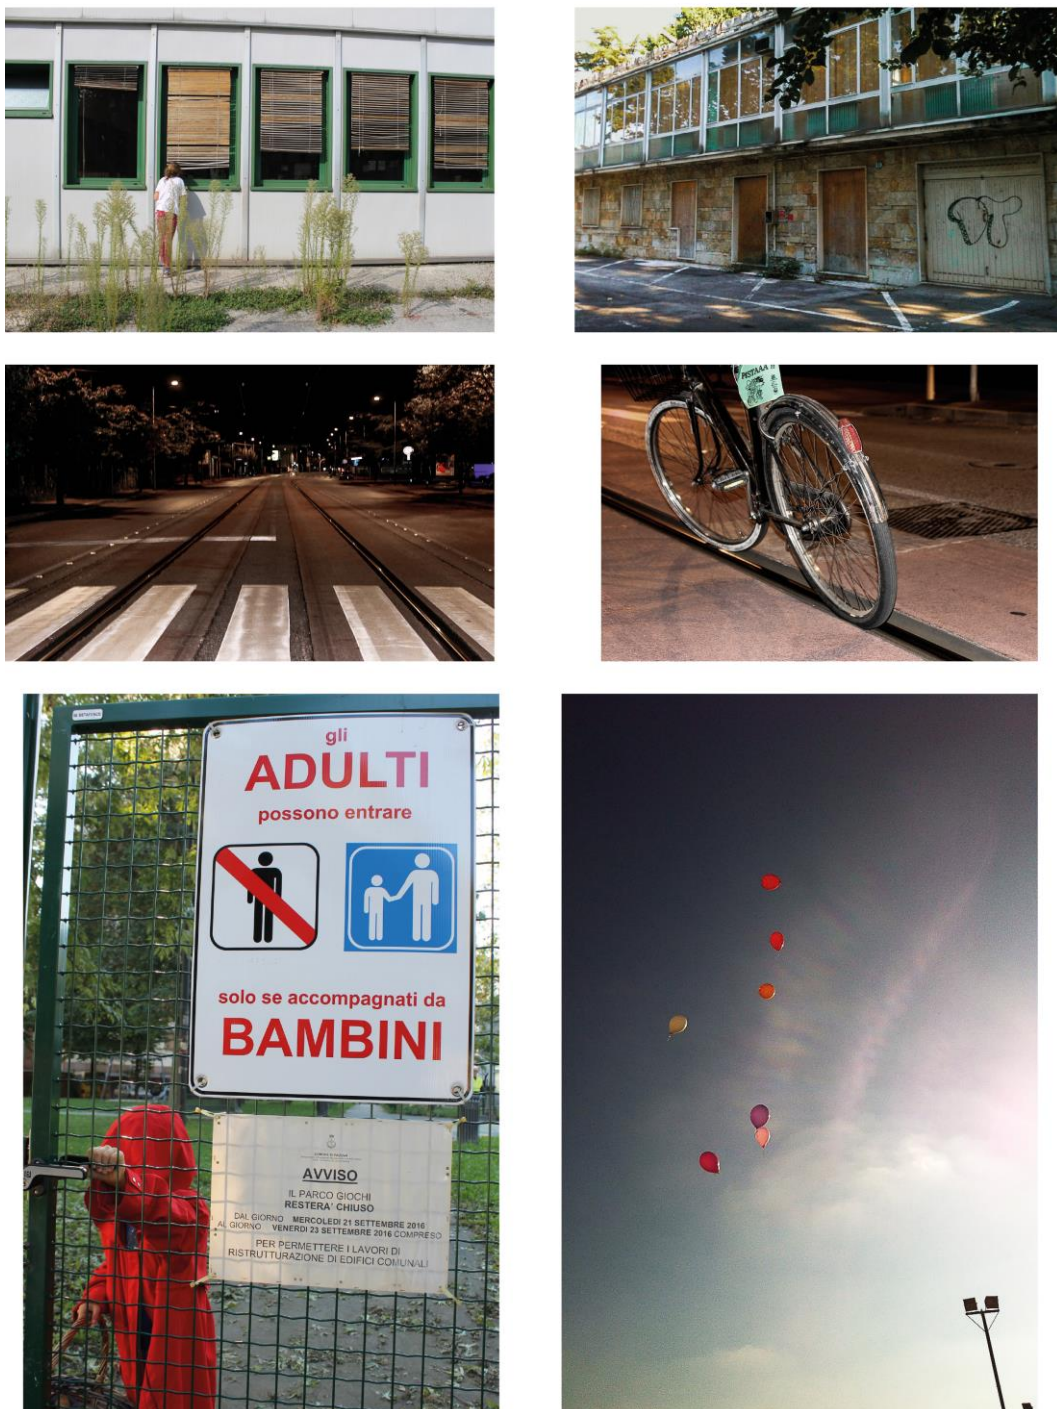 PESTAAA !!
gli
ADULTI
possono entrare
solo se accompagnati da
BAMBINI
AVVISO
IL PARCO GIOCHI
RESTERA' CHIUSO
DAL GIORNO MERCOLEDI 21 SETTEMBRE 2016
AL GIORNO VENERDI 23 SETTEMBRE 2016 COMPRESO
PER PERMETTERE I LAVORI DI
RISTRUTTURAZIONE DI EDIFICI COMUNALI